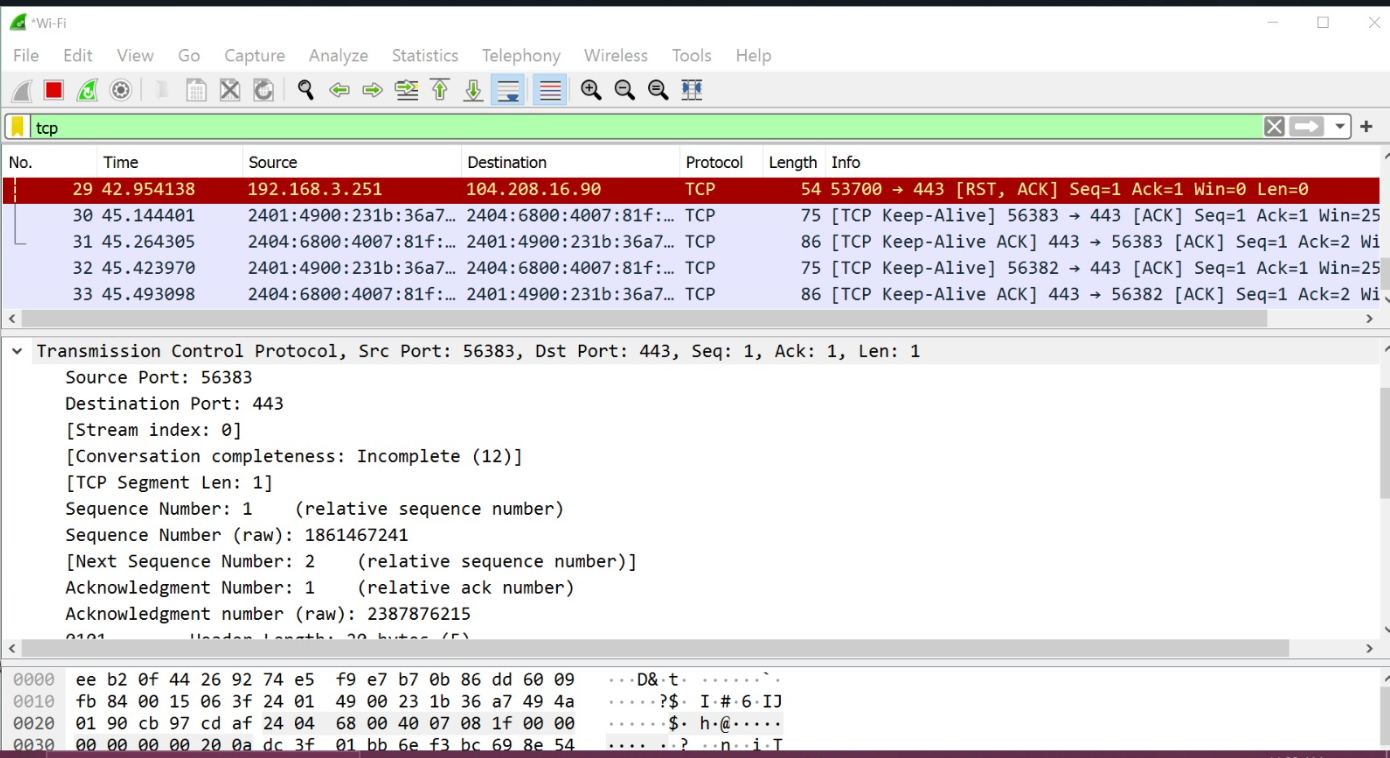 *Wi-Fi
File Edit View Go Capture Analyze Statistics Telephony Wireless Tools Help
tcp
No. Time Source Destination Protocol Length Info
29 42.954138 192.168.3.251 104.208.16.90 TCP 54 53700 → 443 [RST, ACK] Seq=1 Ack=1 Win=0 Len=0
30 45.144401 2401:4900:231b:36a7… 2404:6800:4007:81f:… TCP 75 [TCP Keep-Alive] 56383 → 443 [ACK] Seq=1 Ack=1 Win=25
31 45.264305 2404:6800:4007:81f:… 2401:4900:231b:36a7… TCP 86 [TCP Keep-Alive ACK] 443 → 56383 [ACK] Seq=1 Ack=2 Wi
32 45.423970 2401:4900:231b:36a7… 2404:6800:4007:81f:… TCP 75 [TCP Keep-Alive] 56382 → 443 [ACK] Seq=1 Ack=1 Win=25
33 45.493098 2404:6800:4007:81f:… 2401:4900:231b:36a7… TCP 86 [TCP Keep-Alive ACK] 443 → 56382 [ACK] Seq=1 Ack=2 Wi
Transmission Control Protocol, Src Port: 56383, Dst Port: 443, Seq: 1, Ack: 1, Len: 1
Source Port: 56383
Destination Port: 443
[Stream index: 0]
[Conversation completeness: Incomplete (12)]
[TCP Segment Len: 1]
Sequence Number: 1 (relative sequence number)
Sequence Number (raw): 1861467241
[Next Sequence Number: 2 (relative sequence number)]
Acknowledgment Number: 1 (relative ack number)
Acknowledgment number (raw): 2387876215
0101 .... = Header Length: 20 bytes (5)
0000 ee b2 0f 44 26 92 74 e5 f9 e7 b7 0b 86 dd 60 09 ···D&·t· ······`·
0010 fb 84 00 15 06 3f 24 01 49 00 23 1b 36 a7 49 4a ·····?$· I·#·6·IJ
0020 01 90 cb 97 cd af 24 04 68 00 40 07 08 1f 00 00 ······$· h·@·····
0030 00 00 00 00 20 0a dc 3f 01 bb 6e f3 bc 69 8e 54 ···· ··? ··n··i·T